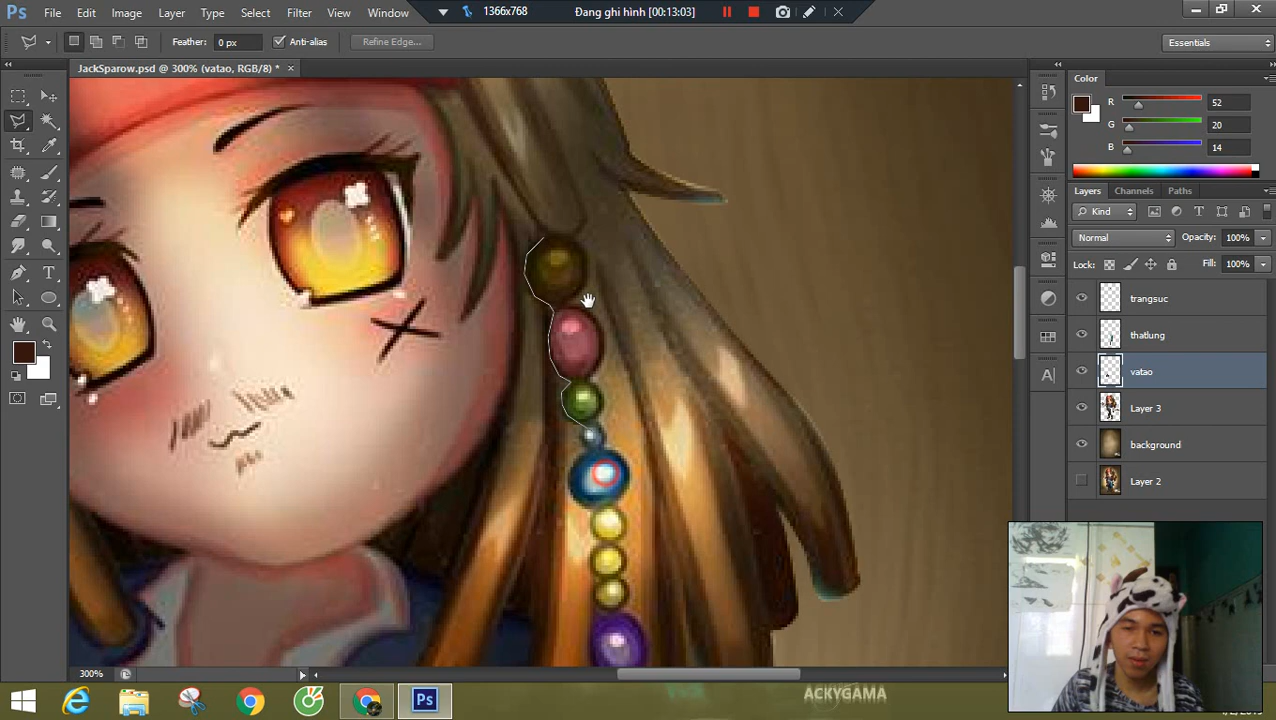 Ps File Edit Image Layer Type Select Filter View Window
1366x768 Đang ghi hình [00:13:03]
Feather: 0 px Anti-alias Refine Edge... Essentials
JackSparow.psd @ 300% (vatao, RGB/8) *
Color
R 52
G 20
B 14
Layers Channels Paths
Kind
Normal Opacity: 100%
Lock: Fill: 100%
trangsuc
thatlung
vatao
Layer 3
background
Layer 2
300%
Ps
ACKYGAMA